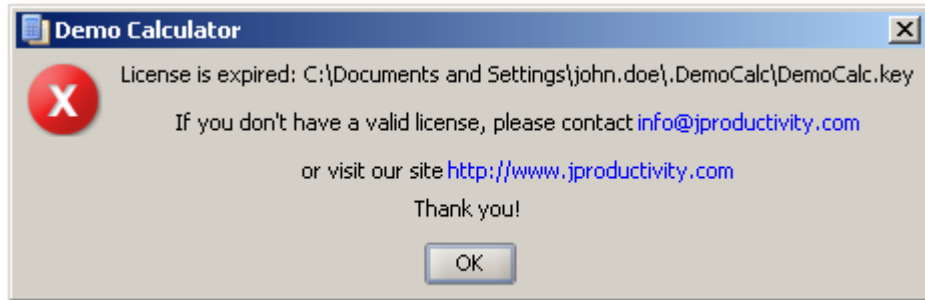 Demo Calculator
License is expired: C:\Documents and Settings\john.doe\.DemoCalc\DemoCalc.key
If you don't have a valid license, please contact info@jproductivity.com
or visit our site http://www.jproductivity.com
Thank you!
OK